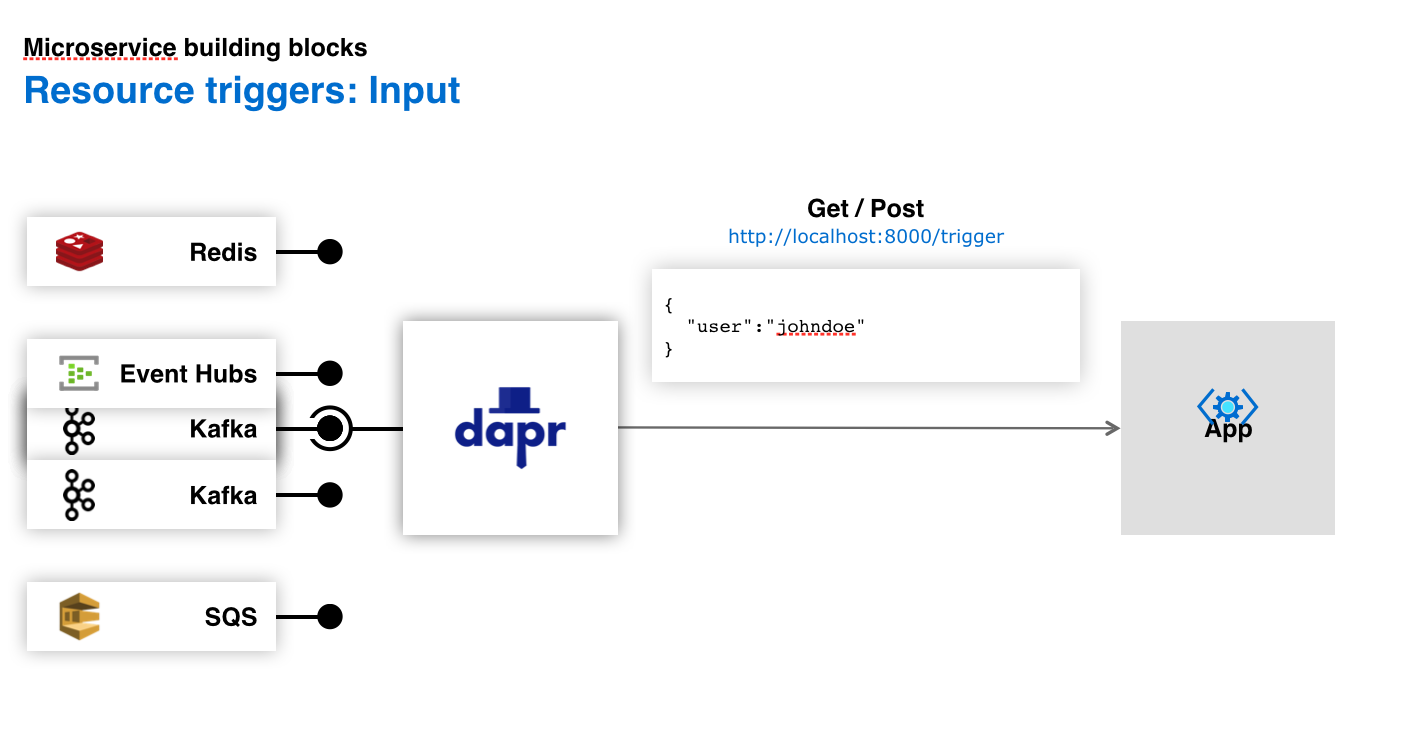 Microservice building blocks
Resource triggers: Input
Get / Post
http://localhost:8000/trigger
{
"user":"johndoe"
}
Redis
Event Hubs
Kafka
Kafka
SQS
dapr
App